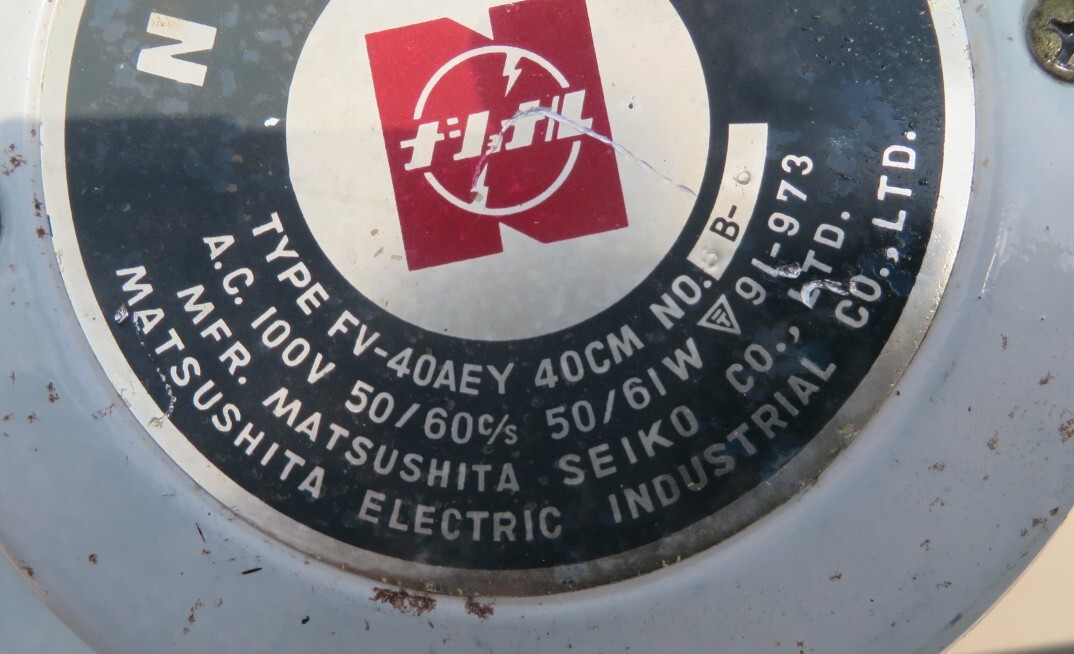 N
ナショナル
TYPE FV-40AEY 40CM NO. B-
A.C. 100V 50/60c/s 50/61W 91-973
MFR. MATSUSHITA SEIKO CO., LTD.
MATSUSHITA ELECTRIC INDUSTRIAL CO., LTD.